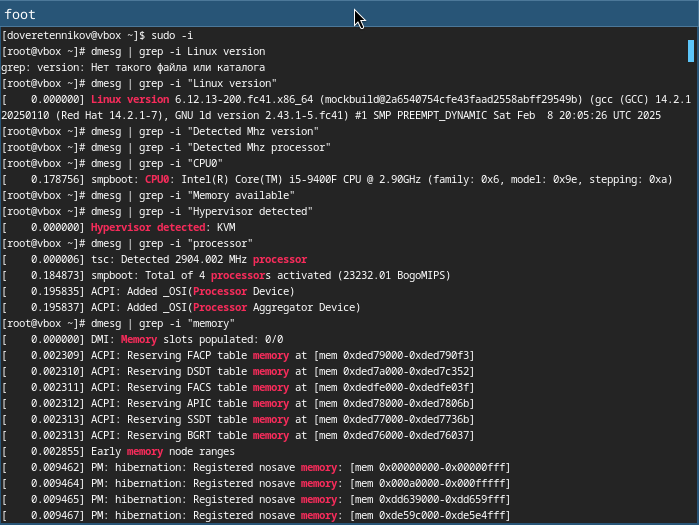 foot
[doveretennikov@vbox ~]$ sudo -i
[root@vbox ~]# dmesg | grep -i Linux version
grep: version: Нет такого файла или каталога
[root@vbox ~]# dmesg | grep -i "Linux version"
[    0.000000] Linux version 6.12.13-200.fc41.x86_64 (mockbuild@2a6540754cfe43faad2558abff29549b) (gcc (GCC) 14.2.1
20250110 (Red Hat 14.2.1-7), GNU ld version 2.43.1-5.fc41) #1 SMP PREEMPT_DYNAMIC Sat Feb  8 20:05:26 UTC 2025
[root@vbox ~]# dmesg | grep -i "Detected Mhz version"
[root@vbox ~]# dmesg | grep -i "Detected Mhz processor"
[root@vbox ~]# dmesg | grep -i "CPU0"
[    0.178756] smpboot: CPU0: Intel(R) Core(TM) i5-9400F CPU @ 2.90GHz (family: 0x6, model: 0x9e, stepping: 0xa)
[root@vbox ~]# dmesg | grep -i "Memory available"
[root@vbox ~]# dmesg | grep -i "Hypervisor detected"
[    0.000000] Hypervisor detected: KVM
[root@vbox ~]# dmesg | grep -i "processor"
[    0.000006] tsc: Detected 2904.002 MHz processor
[    0.184873] smpboot: Total of 4 processors activated (23232.01 BogoMIPS)
[    0.195835] ACPI: Added _OSI(Processor Device)
[    0.195837] ACPI: Added _OSI(Processor Aggregator Device)
[root@vbox ~]# dmesg | grep -i "memory"
[    0.000000] DMI: Memory slots populated: 0/0
[    0.002309] ACPI: Reserving FACP table memory at [mem 0xded79000-0xded790f3]
[    0.002310] ACPI: Reserving DSDT table memory at [mem 0xded7a000-0xded7c352]
[    0.002311] ACPI: Reserving FACS table memory at [mem 0xdedfe000-0xdedfe03f]
[    0.002312] ACPI: Reserving APIC table memory at [mem 0xded78000-0xded7806b]
[    0.002313] ACPI: Reserving SSDT table memory at [mem 0xded77000-0xded7736b]
[    0.002313] ACPI: Reserving BGRT table memory at [mem 0xded76000-0xded76037]
[    0.002855] Early memory node ranges
[    0.009462] PM: hibernation: Registered nosave memory: [mem 0x00000000-0x00000fff]
[    0.009464] PM: hibernation: Registered nosave memory: [mem 0x000a0000-0x000fffff]
[    0.009465] PM: hibernation: Registered nosave memory: [mem 0xdd639000-0xdd659fff]
[    0.009467] PM: hibernation: Registered nosave memory: [mem 0xde59c000-0xde5e4fff]